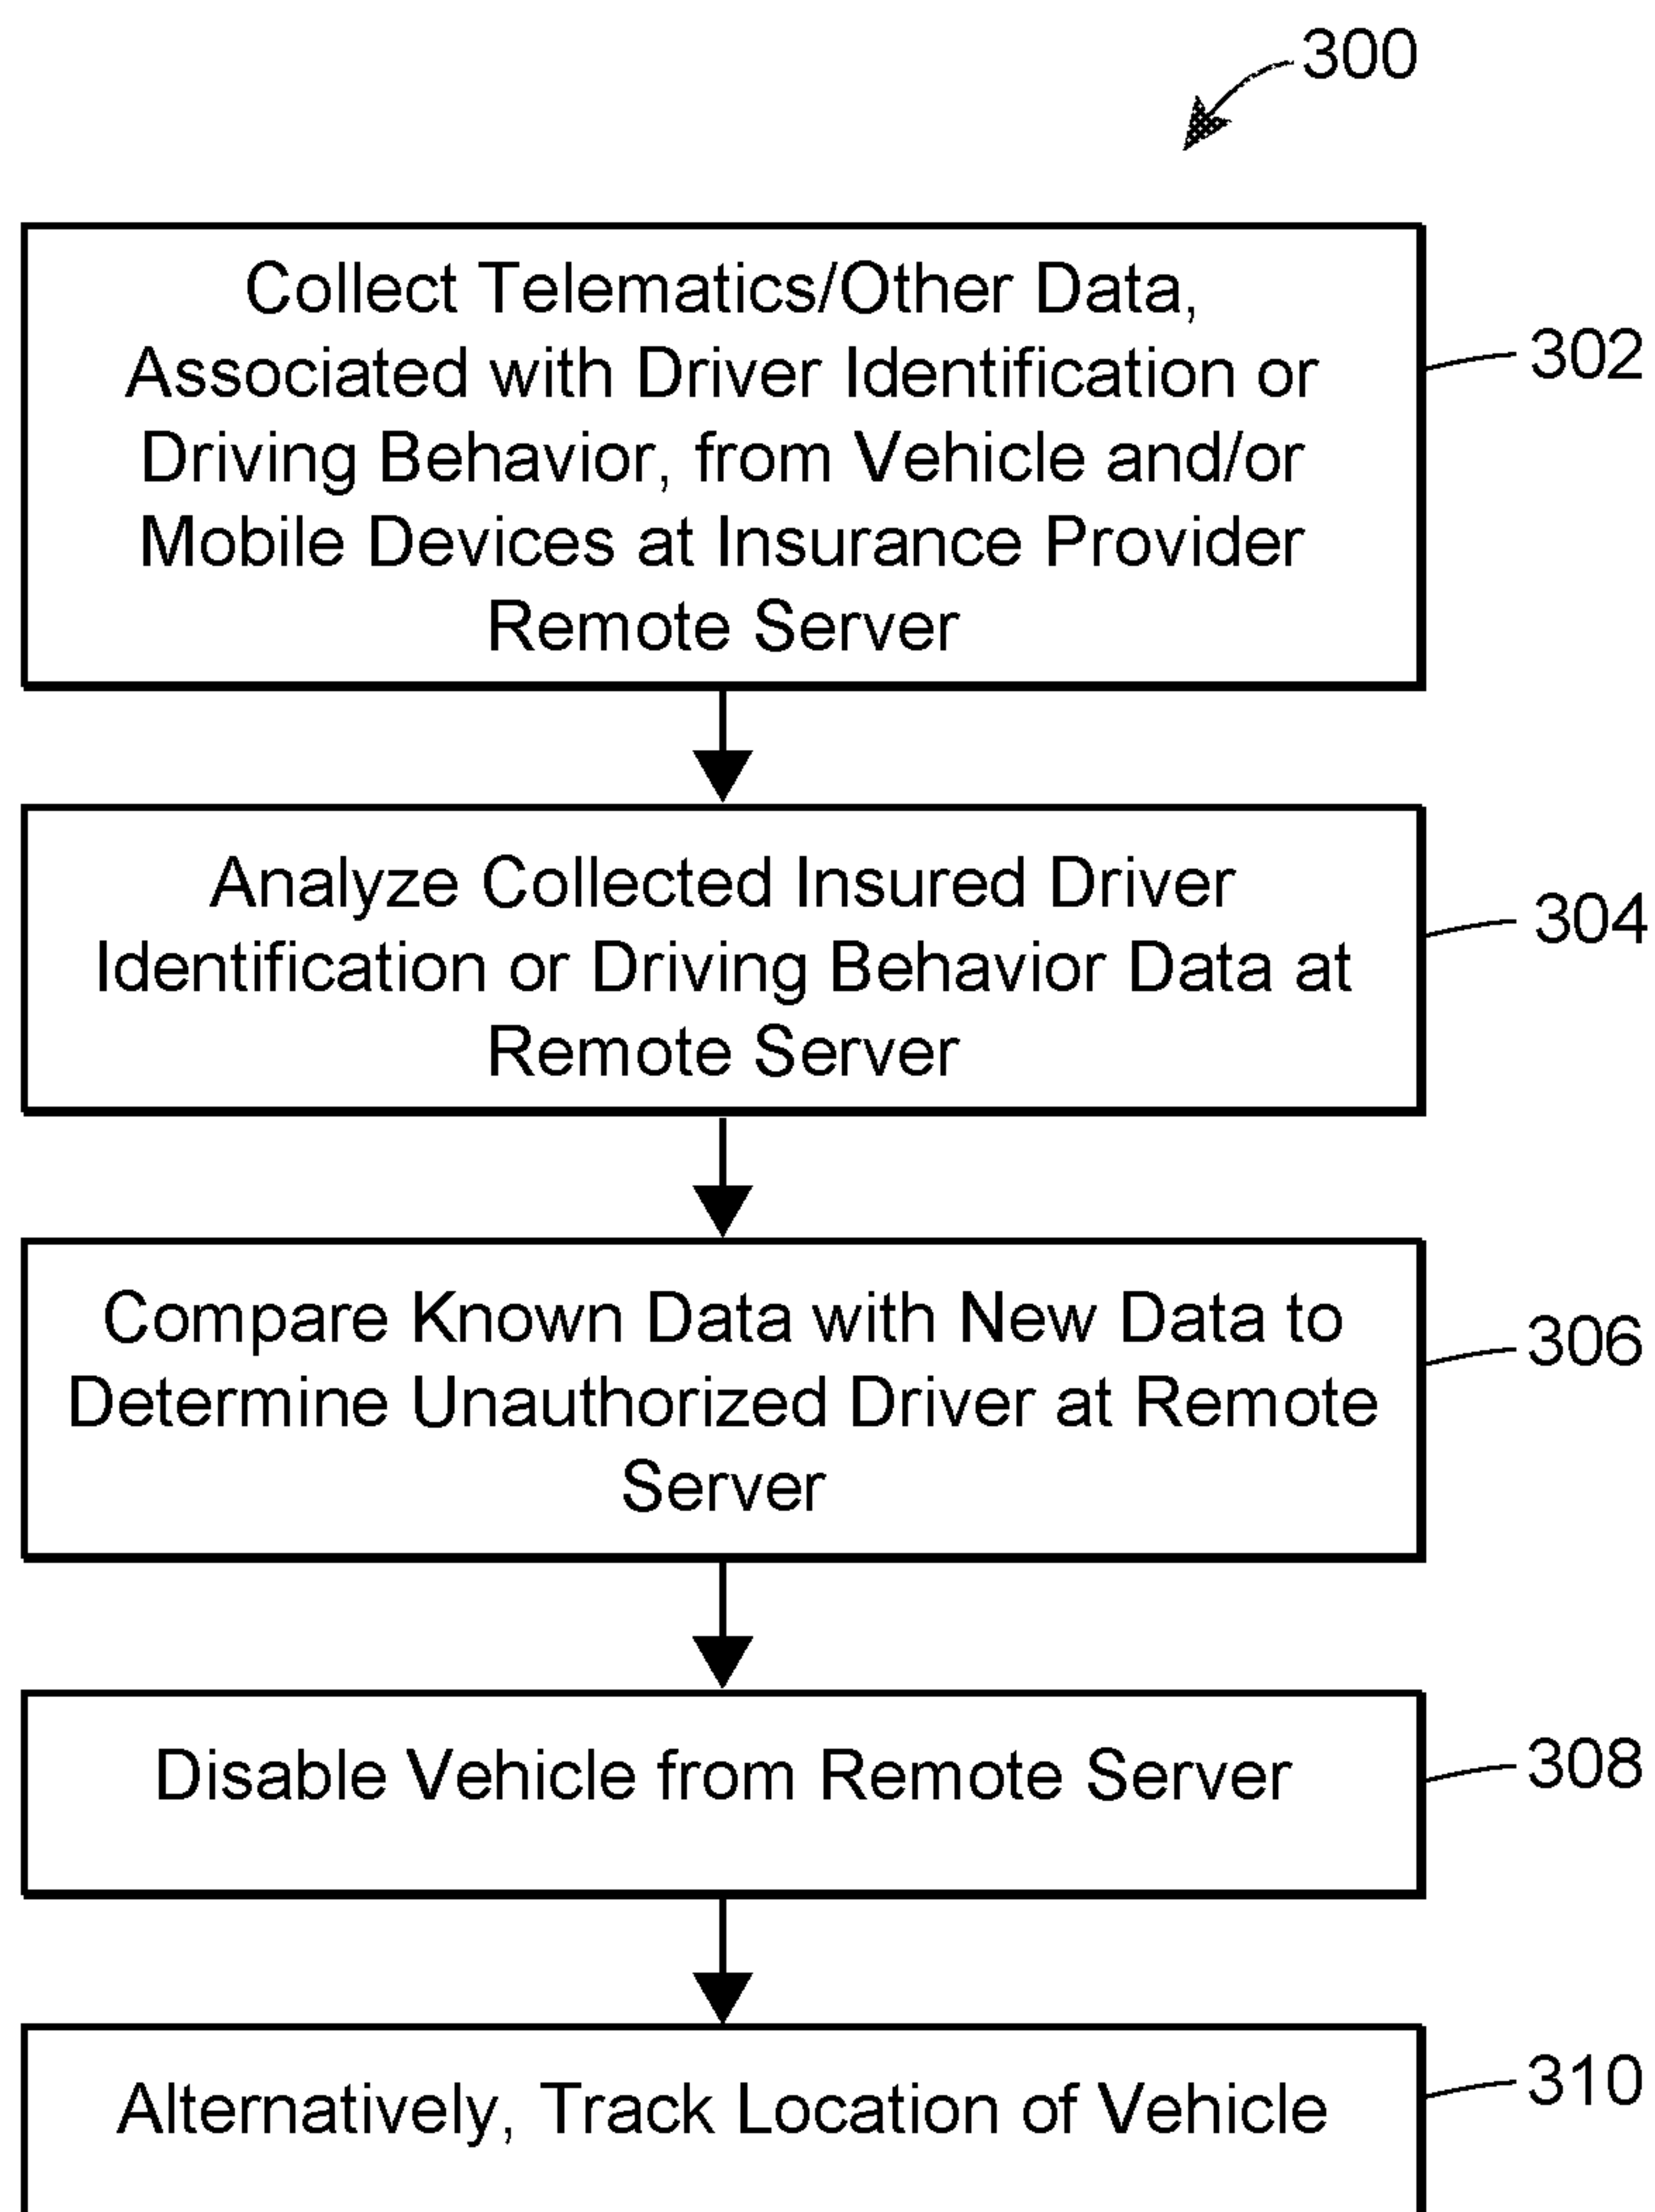 300
Collect Telematics/Other Data,
Associated with Driver Identification or
Driving Behavior, from Vehicle and/or
Mobile Devices at Insurance Provider
Remote Server
302
Analyze Collected Insured Driver
Identification or Driving Behavior Data at
Remote Server
304
Compare Known Data with New Data to
Determine Unauthorized Driver at Remote
Server
306
Disable Vehicle from Remote Server
308
Alternatively, Track Location of Vehicle
310